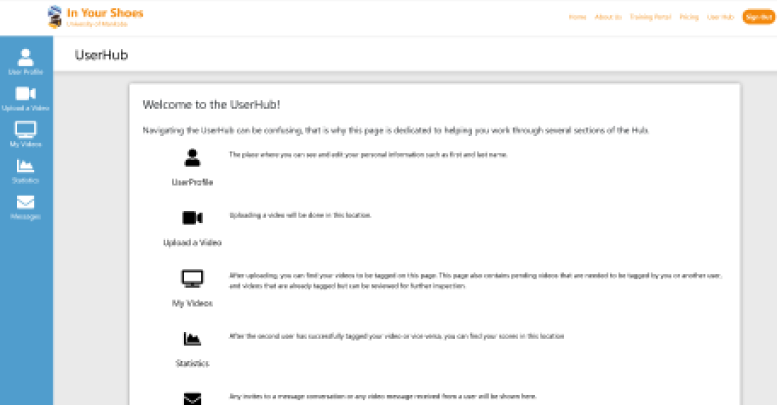 In Your Shoes
University of Manitoba
Home About Us Training Portal Pricing User Hub Sign Out
UserHub
User Profile
Upload a Video
My Videos
Statistics
Messages
Welcome to the UserHub!
Navigating the UserHub can be confusing, that is why this page is dedicated to helping you work through several sections of the Hub.
The place where you can see and edit your personal information such as first and last name.
UserProfile
Uploading a video will be done in this location.
Upload a Video
After uploading, you can find your videos to be tagged on this page. This page also contains pending videos that are needed to be tagged by you or another user,
and videos that are already tagged but can be reviewed for further inspection.
My Videos
After the second user has successfully tagged your video or vice-versa, you can find your scores in this location
Statistics
Any invites to a message conversation or any video message received from a user will be shown here.